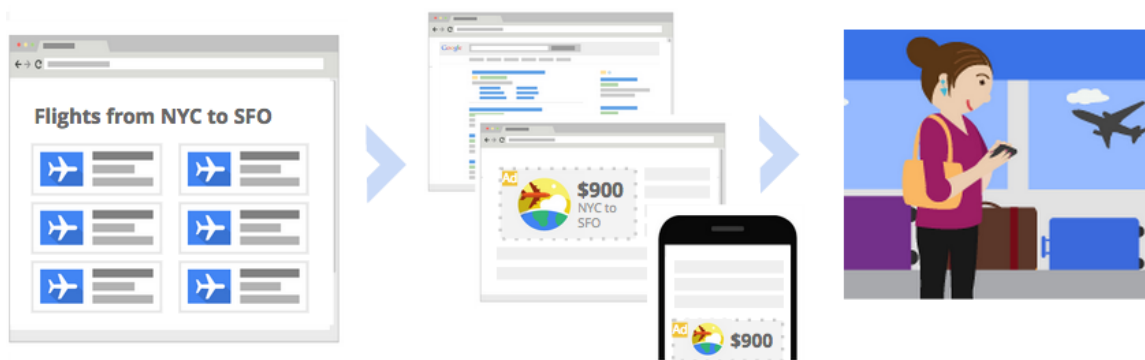 Flights from NYC to SFO
Google
Ad
$900
NYC to
SFO
Ad
$900